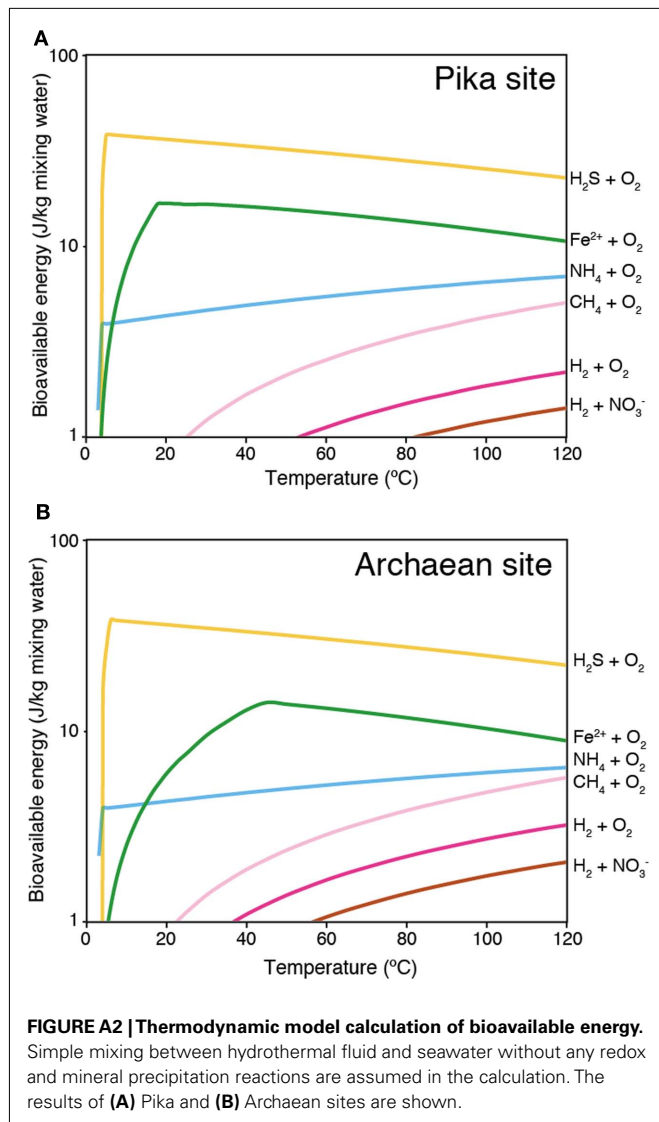 A
Pika site
100
10
1
Bioavailable energy (J/kg mixing water)
H₂S + O₂
Fe²⁺ + O₂
NH₄ + O₂
CH₄ + O₂
H₂ + O₂
H₂ + NO₃⁻
0 20 40 60 80 100 120
Temperature (ºC)
B
Archaean site
100
10
1
Bioavailable energy (J/kg mixing water)
H₂S + O₂
Fe²⁺ + O₂
NH₄ + O₂
CH₄ + O₂
H₂ + O₂
H₂ + NO₃⁻
0 20 40 60 80 100 120
Temperature (ºC)
FIGURE A2 | Thermodynamic model calculation of bioavailable energy.
Simple mixing between hydrothermal fluid and seawater without any redox
and mineral precipitation reactions are assumed in the calculation. The
results of (A) Pika and (B) Archaean sites are shown.